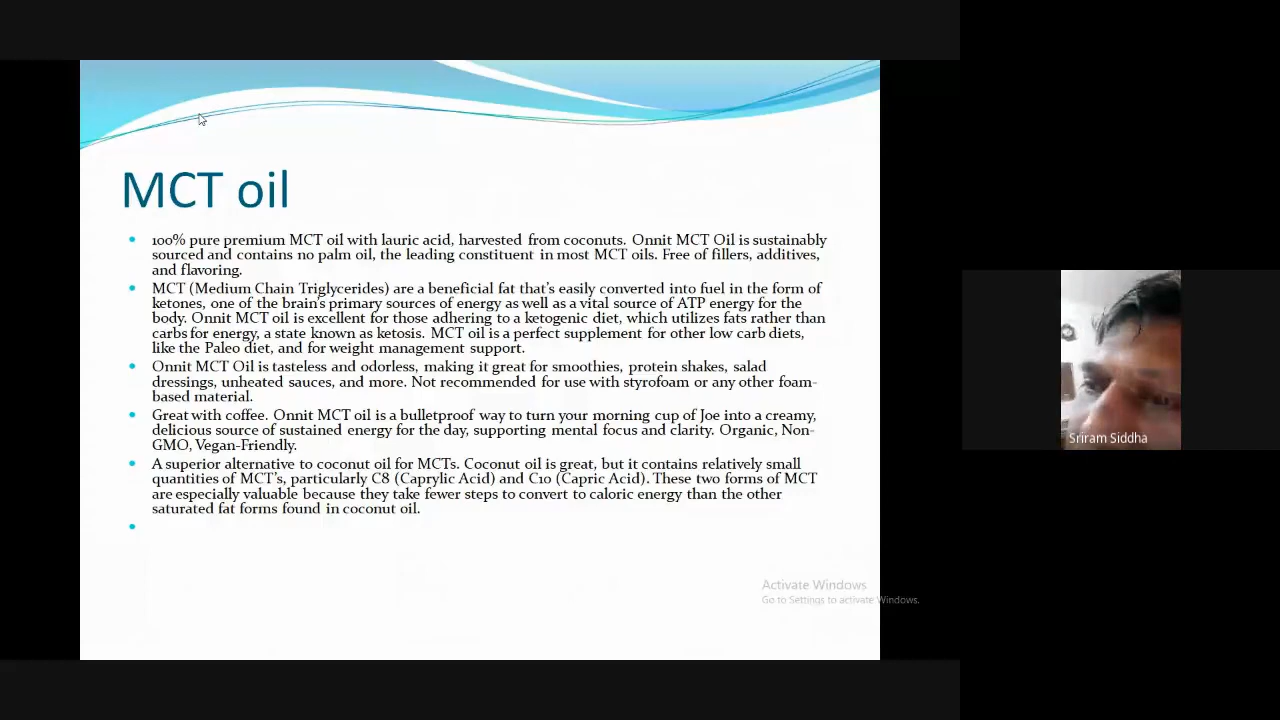 MCT oil
100% pure premium MCT oil with lauric acid, harvested from coconuts. Onnit MCT Oil is sustainably
sourced and contains no palm oil, the leading constituent in most MCT oils. Free of fillers, additives,
and flavoring.
MCT (Medium Chain Triglycerides) are a beneficial fat that's easily converted into fuel in the form of
ketones, one of the brain's primary sources of energy as well as a vital source of ATP energy for the
body. Onnit MCT oil is excellent for those adhering to a ketogenic diet, which utilizes fats rather than
carbs for energy, a state known as ketosis. MCT oil is a perfect supplement for other low carb diets,
like the Paleo diet, and for weight management support.
Onnit MCT Oil is tasteless and odorless, making it great for smoothies, protein shakes, salad
dressings, unheated sauces, and more. Not recommended for use with styrofoam or any other foam-
based material.
Great with coffee. Onnit MCT oil is a bulletproof way to turn your morning cup of Joe into a creamy,
delicious source of sustained energy for the day, supporting mental focus and clarity. Organic, Non-
GMO, Vegan-Friendly.
A superior alternative to coconut oil for MCTs. Coconut oil is great, but it contains relatively small
quantities of MCT's, particularly C8 (Caprylic Acid) and C10 (Capric Acid). These two forms of MCT
are especially valuable because they take fewer steps to convert to caloric energy than the other
saturated fat forms found in coconut oil.
Activate Windows
Go to Settings to activate Windows.
Sriram Siddha